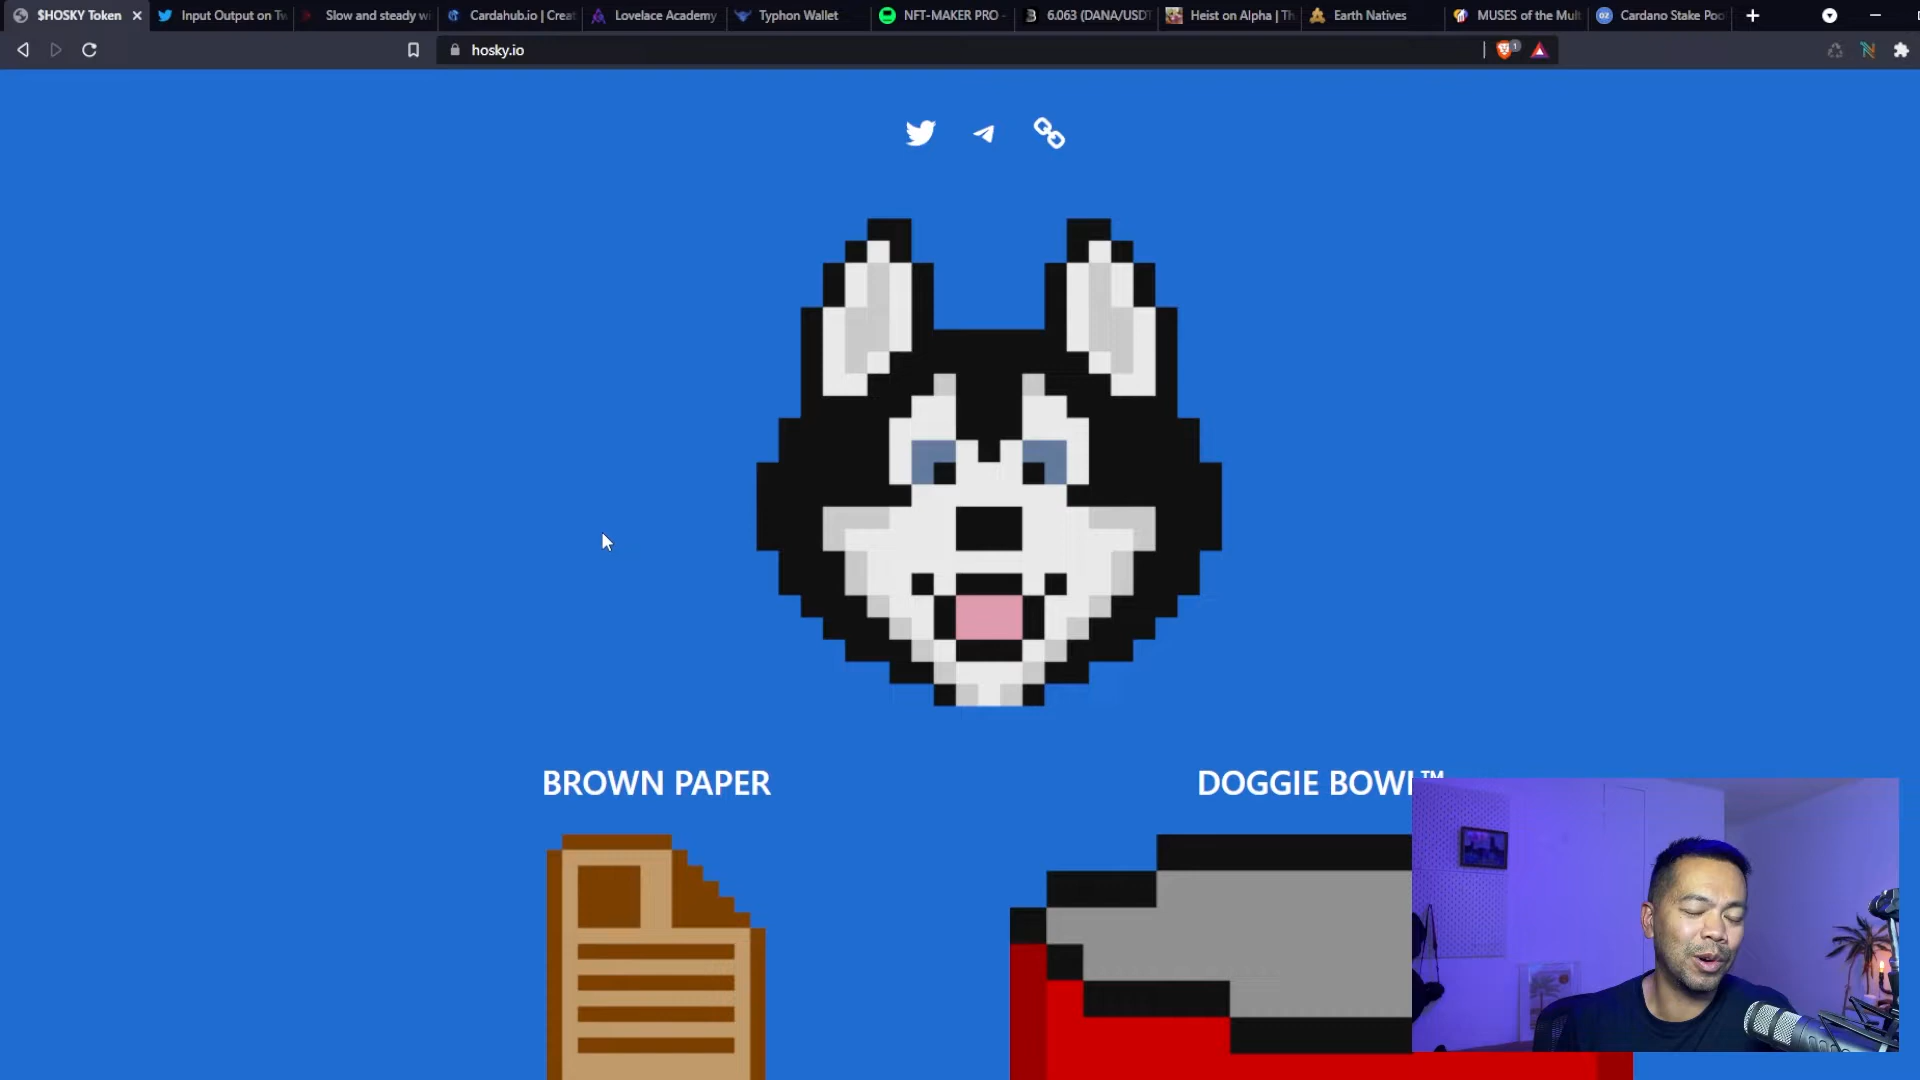 $HOSKY Token
Input Output on Tw
Slow and steady wi
Cardahub.io | Creat
Lovelace Academy
Typhon Wallet
NFT-MAKER PRO -
6.063 (DANA/USDT
Heist on Alpha | Th
Earth Natives
MUSES of the Mult
Cardano Stake Poo
hosky.io
1
BROWN PAPER
DOGGIE BOWL™